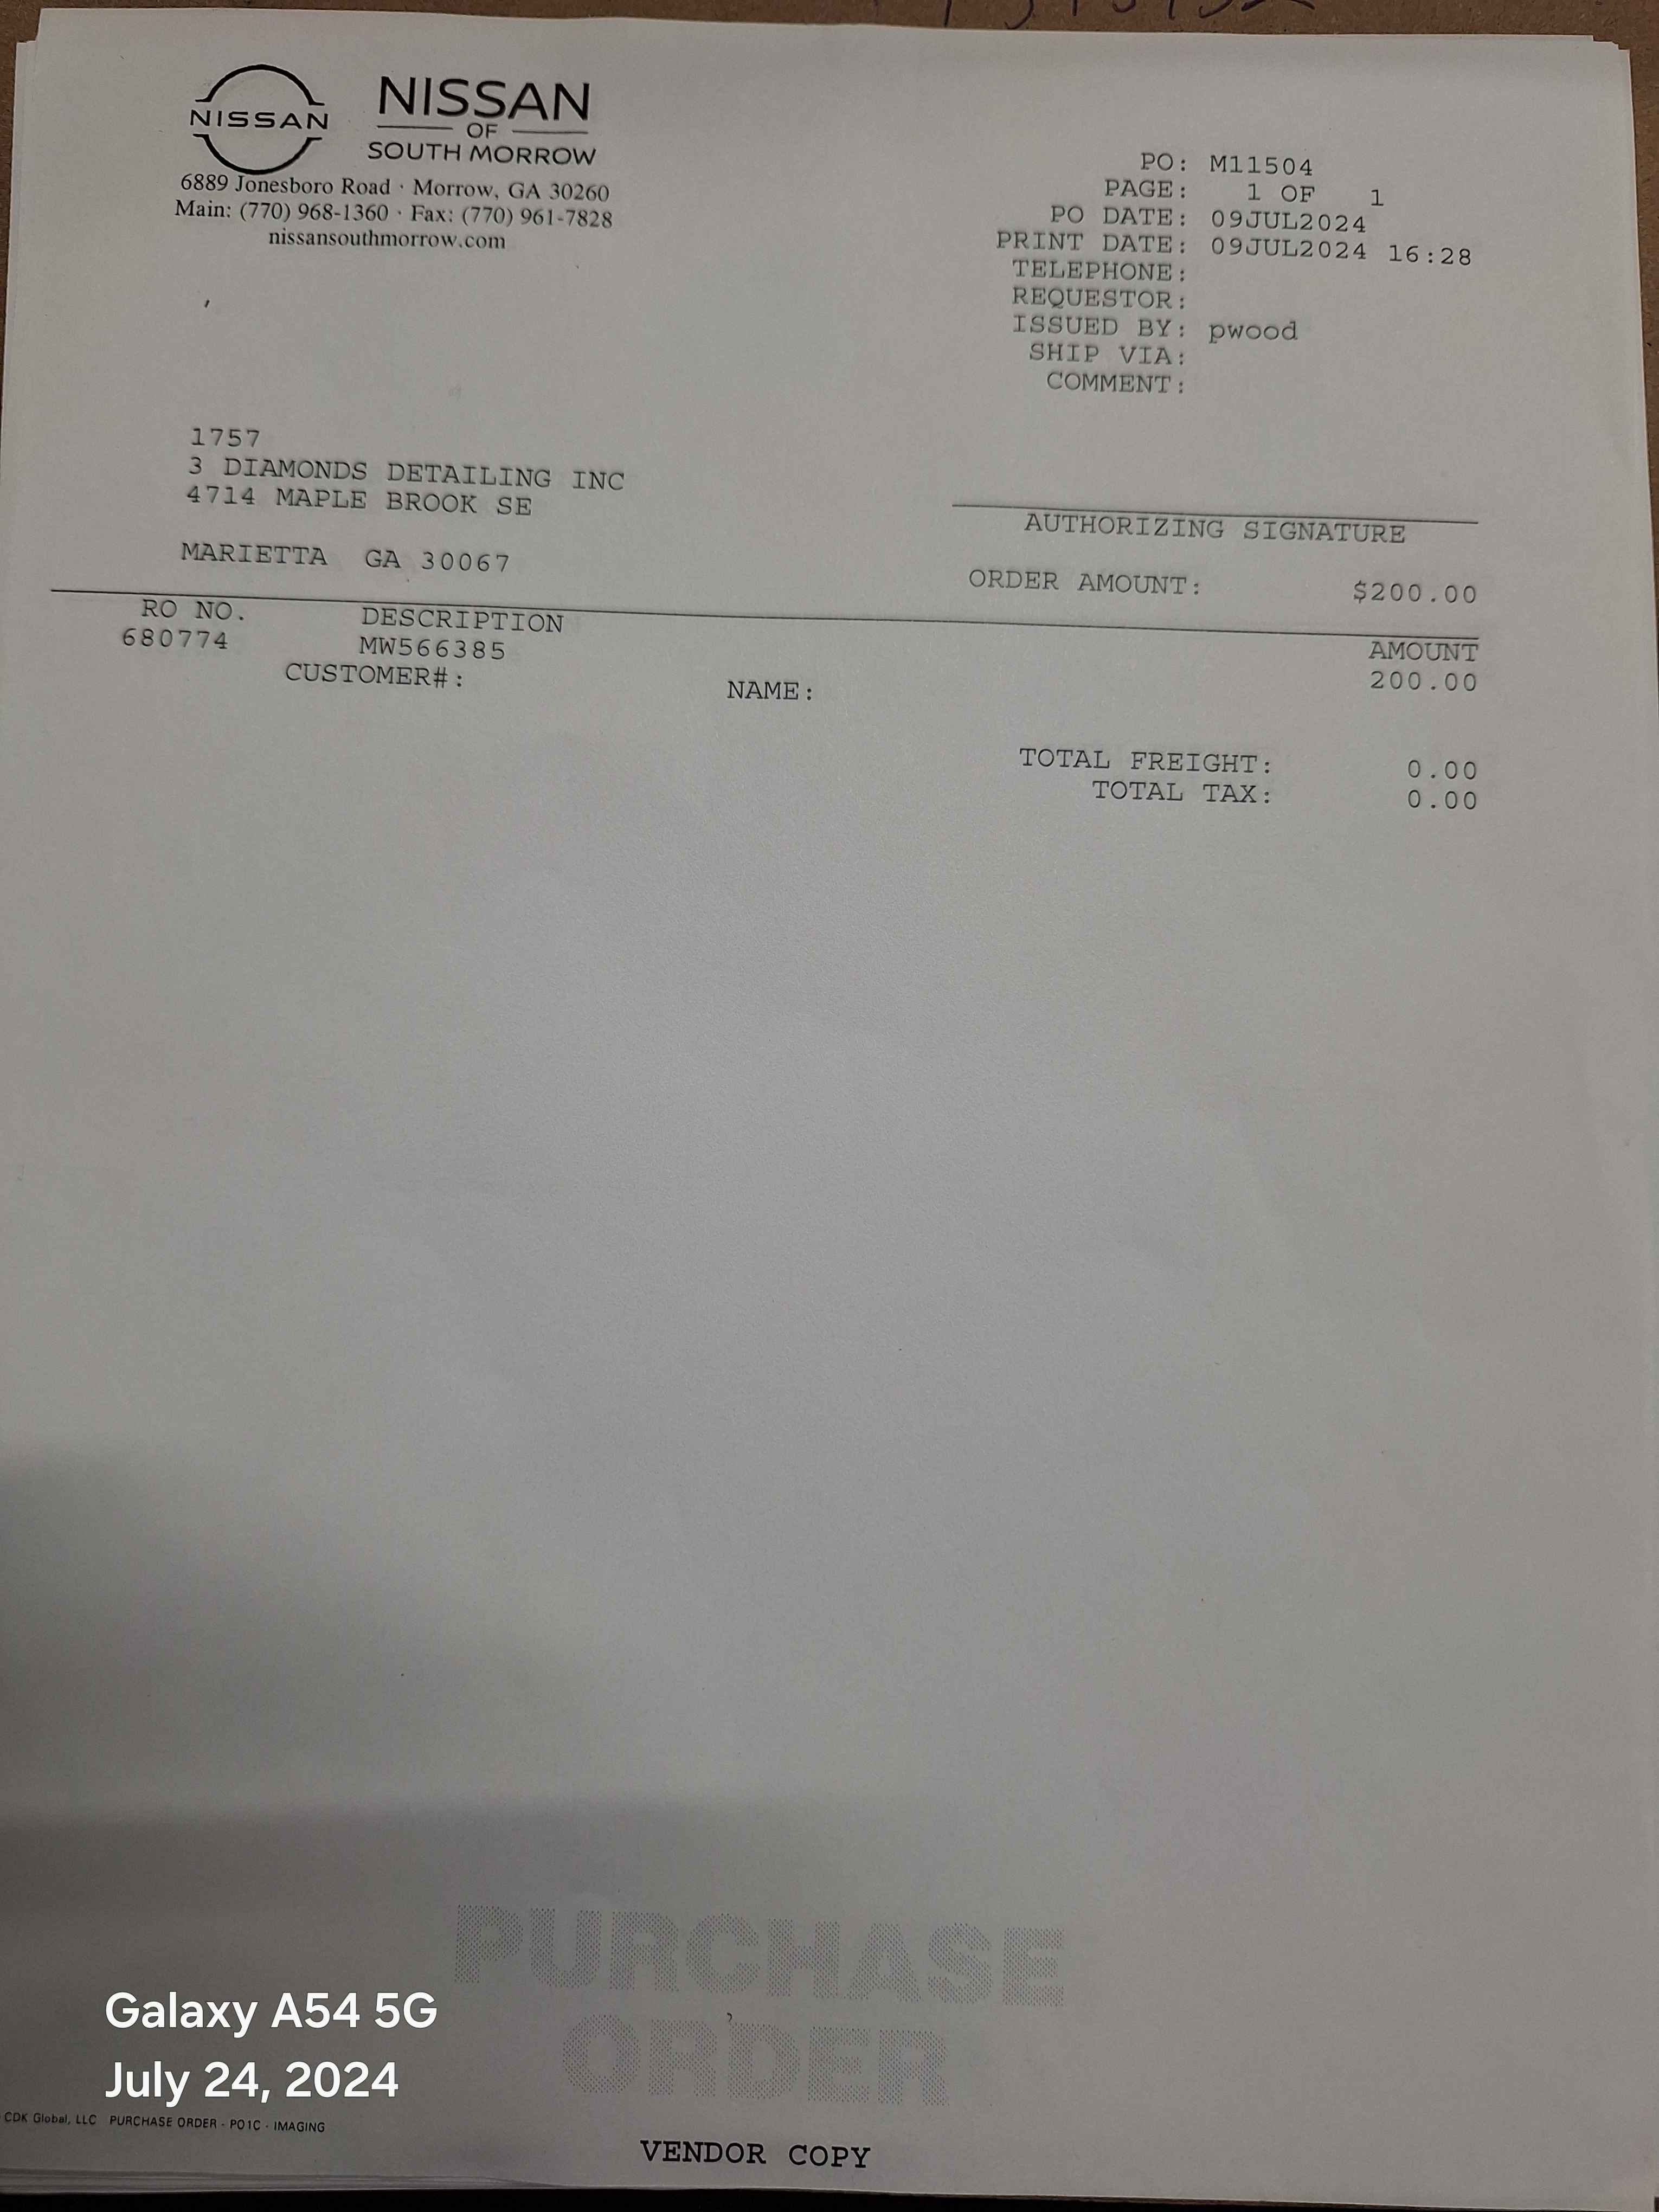 NISSAN
NISSAN
OF
SOUTH MORROW
6889 Jonesboro Road · Morrow, GA 30260
Main: (770) 968-1360 · Fax: (770) 961-7828
nissansouthmorrow.com
PO: M11504
PAGE: 1 OF 1
PO DATE: 09JUL2024
PRINT DATE: 09JUL2024 16:28
TELEPHONE:
REQUESTOR:
ISSUED BY: pwood
SHIP VIA:
COMMENT:
1757
3 DIAMONDS DETAILING INC
4714 MAPLE BROOK SE
MARIETTA GA 30067
AUTHORIZING SIGNATURE
ORDER AMOUNT: $200.00
RO NO. DESCRIPTION AMOUNT
680774 MW566385 200.00
CUSTOMER#: NAME:
TOTAL FREIGHT: 0.00
TOTAL TAX: 0.00
PURCHASE
ORDER
Galaxy A54 5G
July 24, 2024
CDK Global, LLC PURCHASE ORDER - PO1C - IMAGING
VENDOR COPY